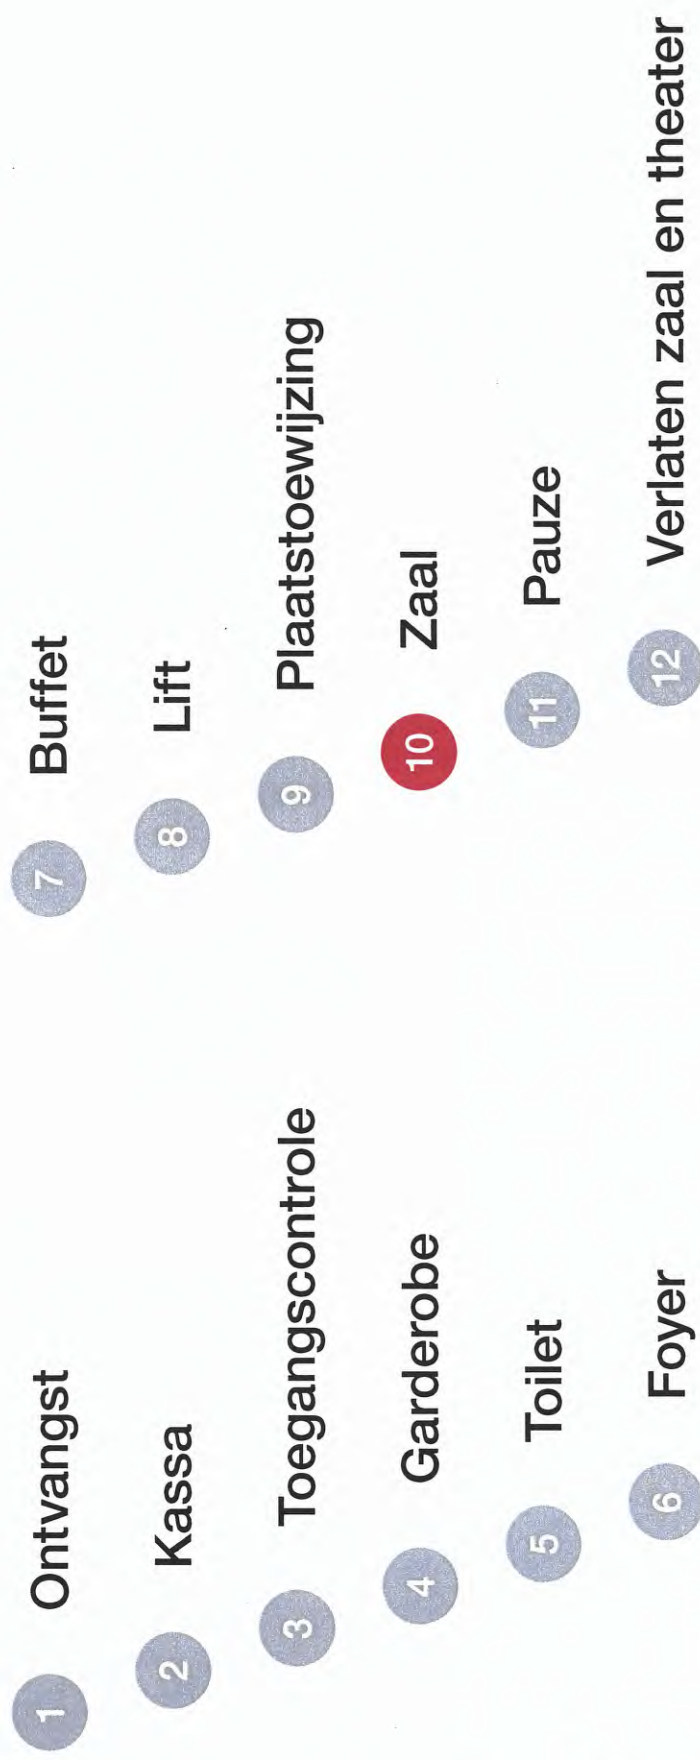 1 Ontvangst
2 Kassa
3 Toegangscontrole
4 Garderobe
5 Toilet
6 Foyer
7 Buffet
8 Lift
9 Plaatstoewijzing
10 Zaal
11 Pauze
12 Verlaten zaal en theater